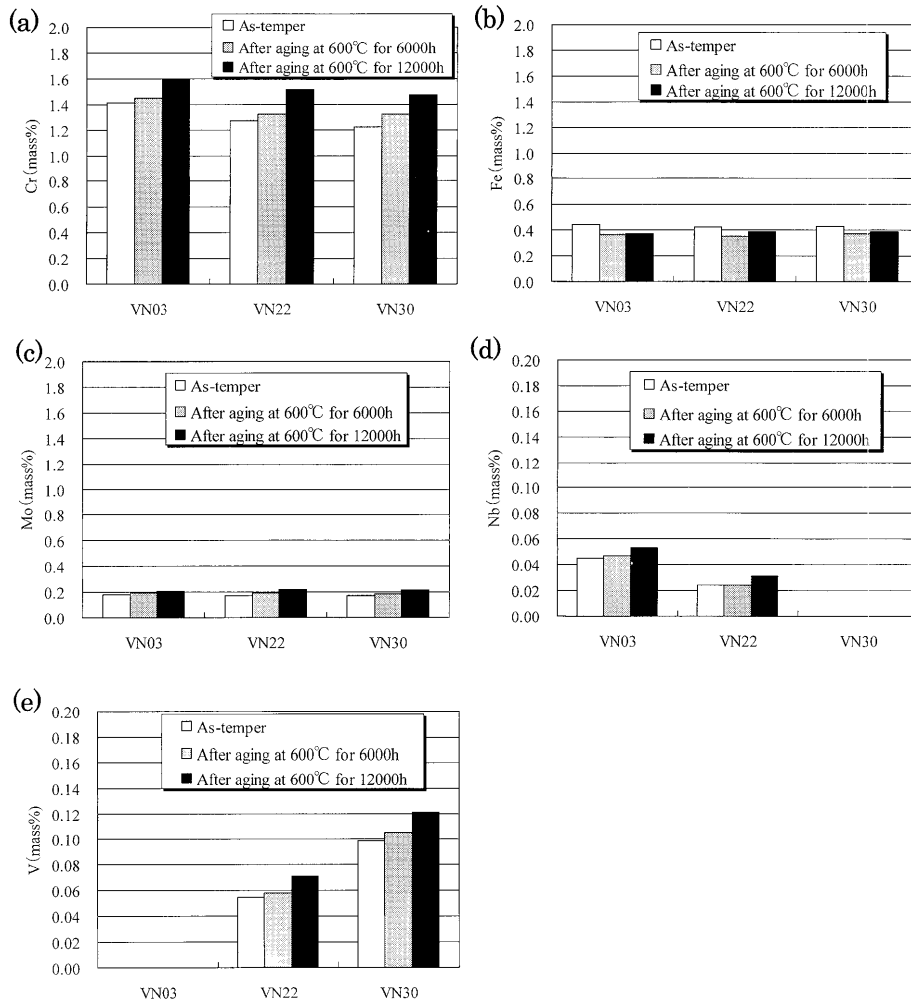 (a)
2.0
1.8
1.6
1.4
1.2
1.0
0.8
0.6
0.4
0.2
0.0
Cr(mass%)
As-temper
After aging at 600℃ for 6000h
After aging at 600℃ for 12000h
VN03 VN22 VN30
(b)
2.0
1.8
1.6
1.4
1.2
1.0
0.8
0.6
0.4
0.2
0.0
Fe(mass%)
As-temper
After aging at 600℃ for 6000h
After aging at 600℃ for 12000h
VN03 VN22 VN30
(c)
2.0
1.8
1.6
1.4
1.2
1.0
0.8
0.6
0.4
0.2
0.0
Mo(mass%)
As-temper
After aging at 600℃ for 6000h
After aging at 600℃ for 12000h
VN03 VN22 VN30
(d)
0.20
0.18
0.16
0.14
0.12
0.10
0.08
0.06
0.04
0.02
0.00
Nb(mass%)
As-temper
After aging at 600℃ for 6000h
After aging at 600℃ for 12000h
VN03 VN22 VN30
(e)
0.20
0.18
0.16
0.14
0.12
0.10
0.08
0.06
0.04
0.02
0.00
V(mass%)
As-temper
After aging at 600℃ for 6000h
After aging at 600℃ for 12000h
VN03 VN22 VN30